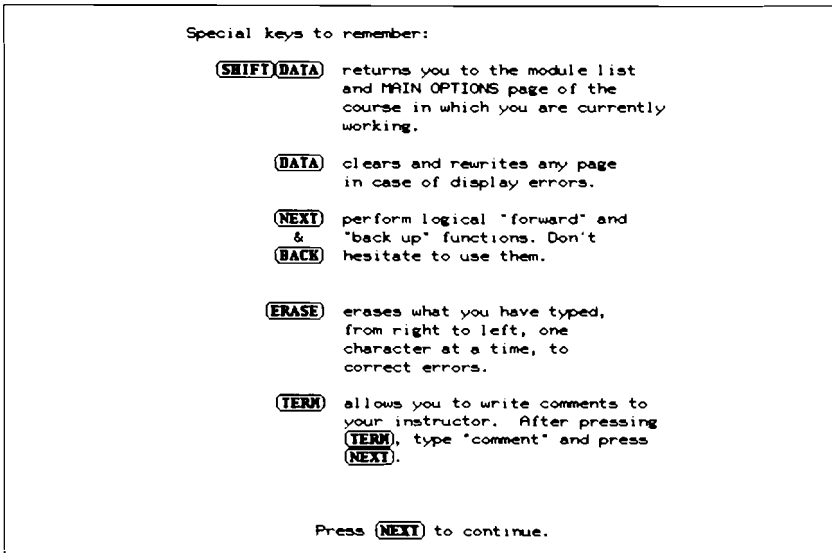 Special keys to remember:
(SHIFT)(DATA) returns you to the module list
and MAIN OPTIONS page of the
course in which you are currently
working.
(DATA) clears and rewrites any page
in case of display errors.
(NEXT) perform logical "forward" and
& "back up" functions. Don't
(BACK) hesitate to use them.
(ERASE) erases what you have typed,
from right to left, one
character at a time, to
correct errors.
(TERM) allows you to write comments to
your instructor. After pressing
(TERM), type "comment" and press
(NEXT).
Press (NEXT) to continue.